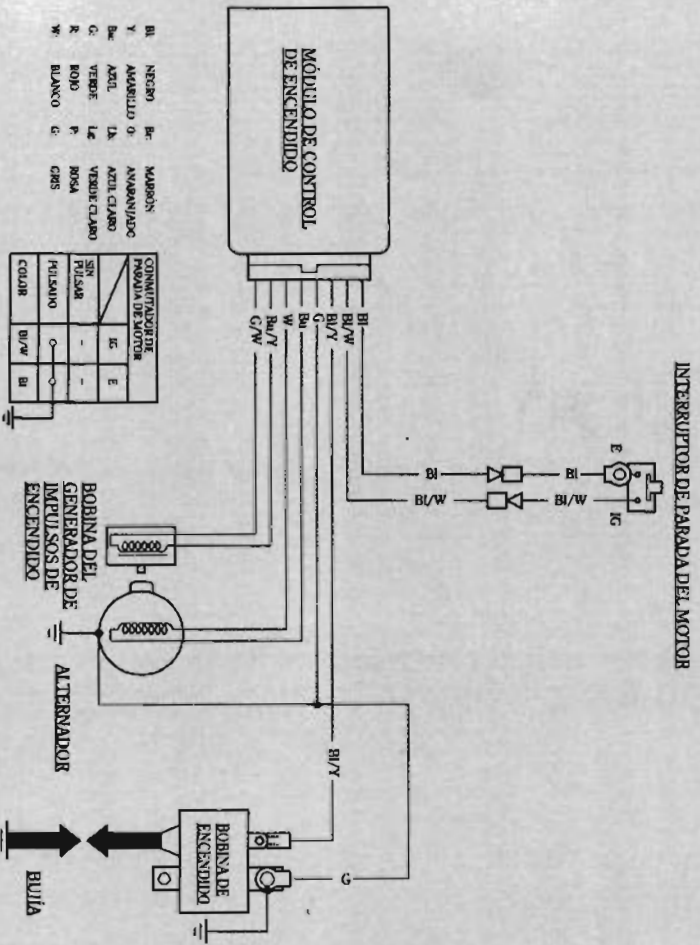 INTERRUPTOR DE PARADA DEL MOTOR
E
IG
Bl
Bl
Bl/W
Bl/W
MÓDULO DE CONTROL
DE ENCENDIDO
Bl
Bl/W
Bl/Y
G
Bu
W
Bu/Y
G/W
Bl/Y
G
BOBINA DEL
GENERADOR DE
IMPULSOS DE
ENCENDIDO
ALTERNADOR
BOBINA DE
ENCENDIDO
BUJÍA
Bl: NEGRO Br: MARRÓN
Y: AMARILLO O: ANARANJADO
Bu: AZUL Lb: AZUL CLARO
G: VERDE Lg: VERDE CLARO
R: ROJO P: ROSA
W: BLANCO G: GRIS
CONMUTADOR DE
PARADA DE MOTOR
IG E
SIN
PULSAR - -
PULSADO
COLOR Bl/W Bl